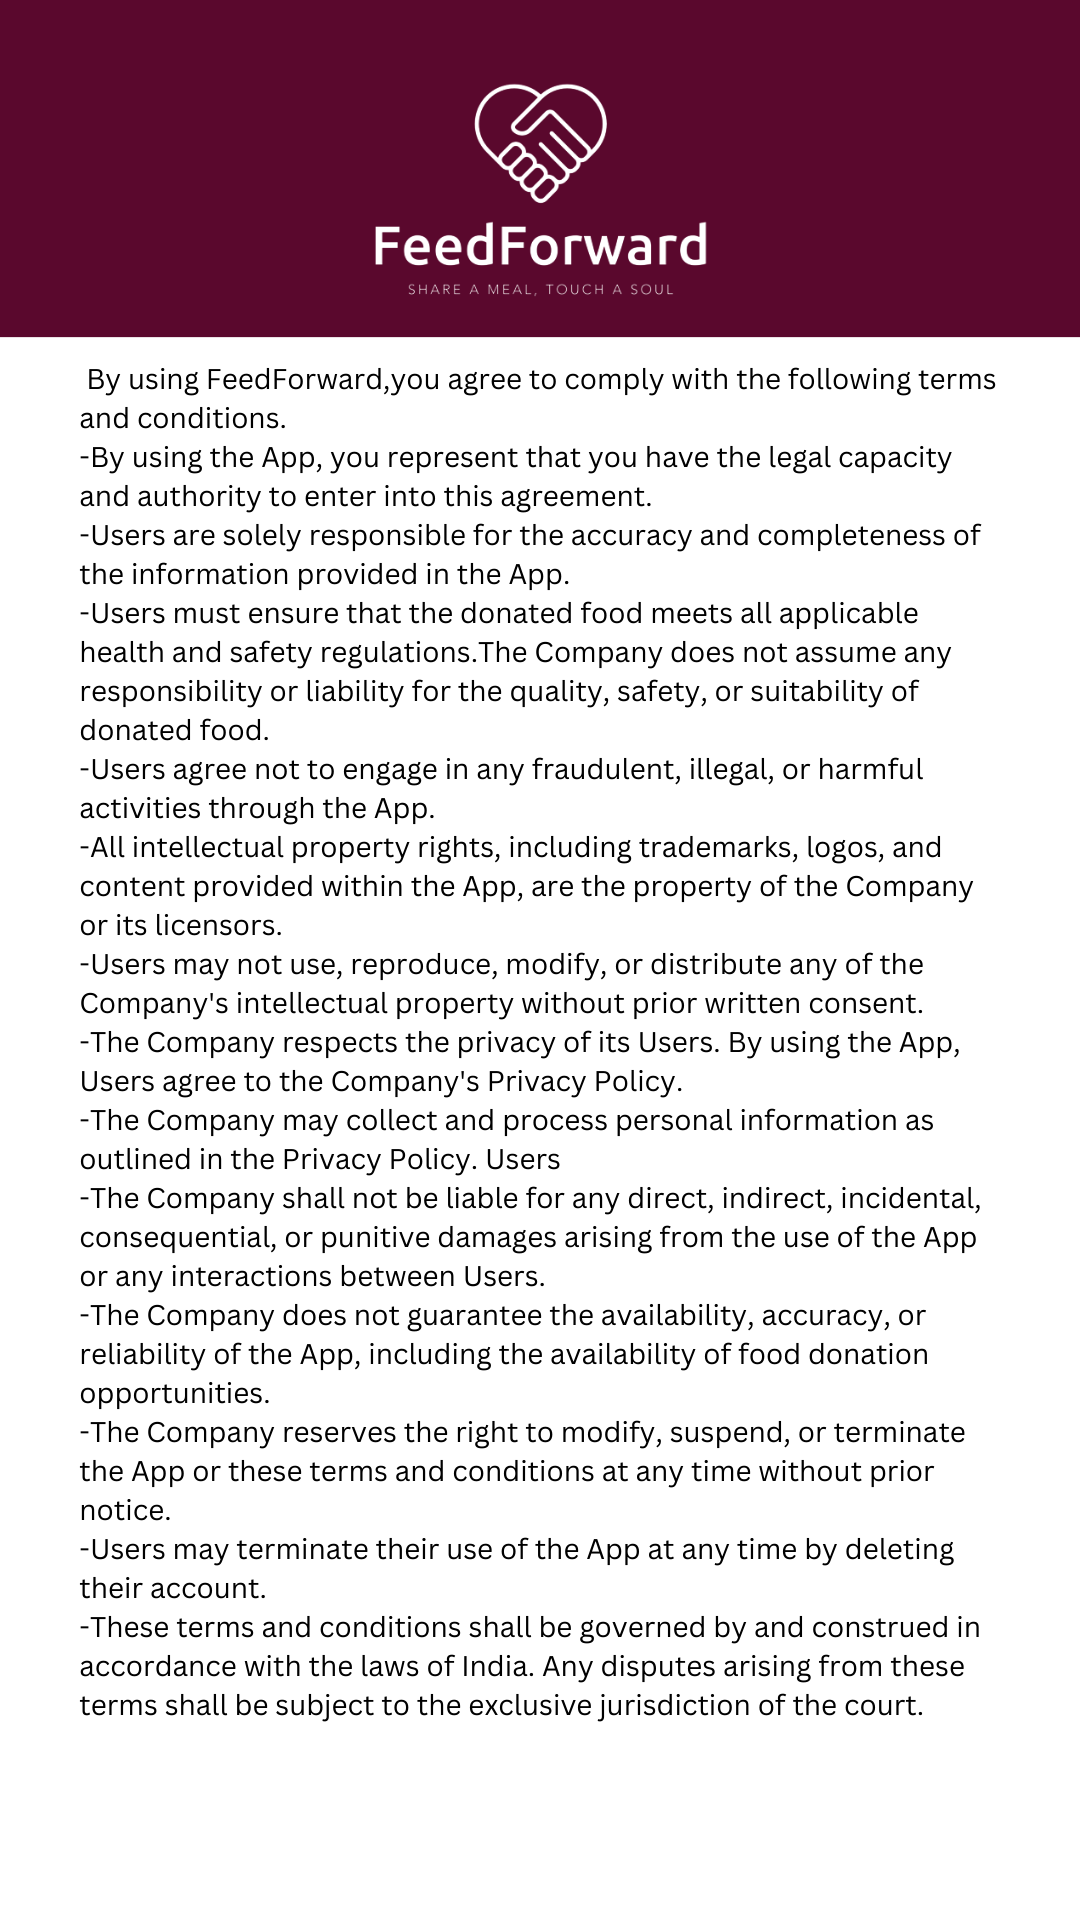 FeedForward
SHARE A MEAL, TOUCH A SOUL
By using FeedForward,you agree to comply with the following terms
and conditions.
-By using the App, you represent that you have the legal capacity
and authority to enter into this agreement.
-Users are solely responsible for the accuracy and completeness of
the information provided in the App.
-Users must ensure that the donated food meets all applicable
health and safety regulations.The Company does not assume any
responsibility or liability for the quality, safety, or suitability of
donated food.
-Users agree not to engage in any fraudulent, illegal, or harmful
activities through the App.
-All intellectual property rights, including trademarks, logos, and
content provided within the App, are the property of the Company
or its licensors.
-Users may not use, reproduce, modify, or distribute any of the
Company's intellectual property without prior written consent.
-The Company respects the privacy of its Users. By using the App,
Users agree to the Company's Privacy Policy.
-The Company may collect and process personal information as
outlined in the Privacy Policy. Users
-The Company shall not be liable for any direct, indirect, incidental,
consequential, or punitive damages arising from the use of the App
or any interactions between Users.
-The Company does not guarantee the availability, accuracy, or
reliability of the App, including the availability of food donation
opportunities.
-The Company reserves the right to modify, suspend, or terminate
the App or these terms and conditions at any time without prior
notice.
-Users may terminate their use of the App at any time by deleting
their account.
-These terms and conditions shall be governed by and construed in
accordance with the laws of India. Any disputes arising from these
terms shall be subject to the exclusive jurisdiction of the court.